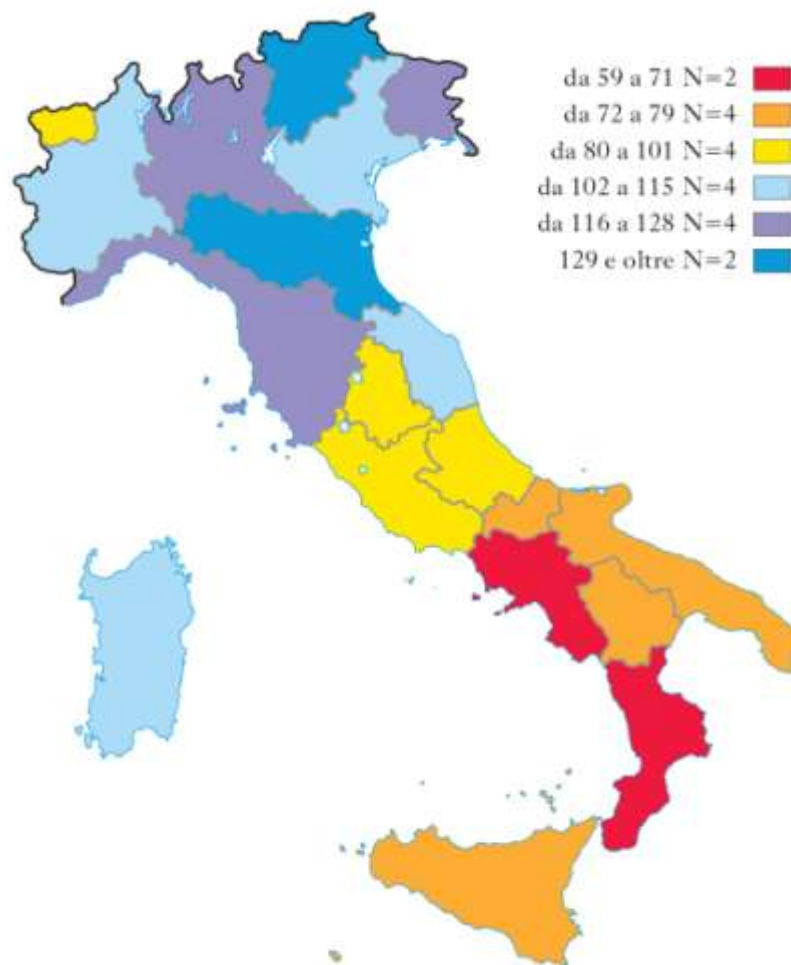 da 59 a 71 N=2
da 72 a 79 N=4
da 80 a 101 N=4
da 102 a 115 N=4
da 116 a 128 N=4
129 e oltre N=2